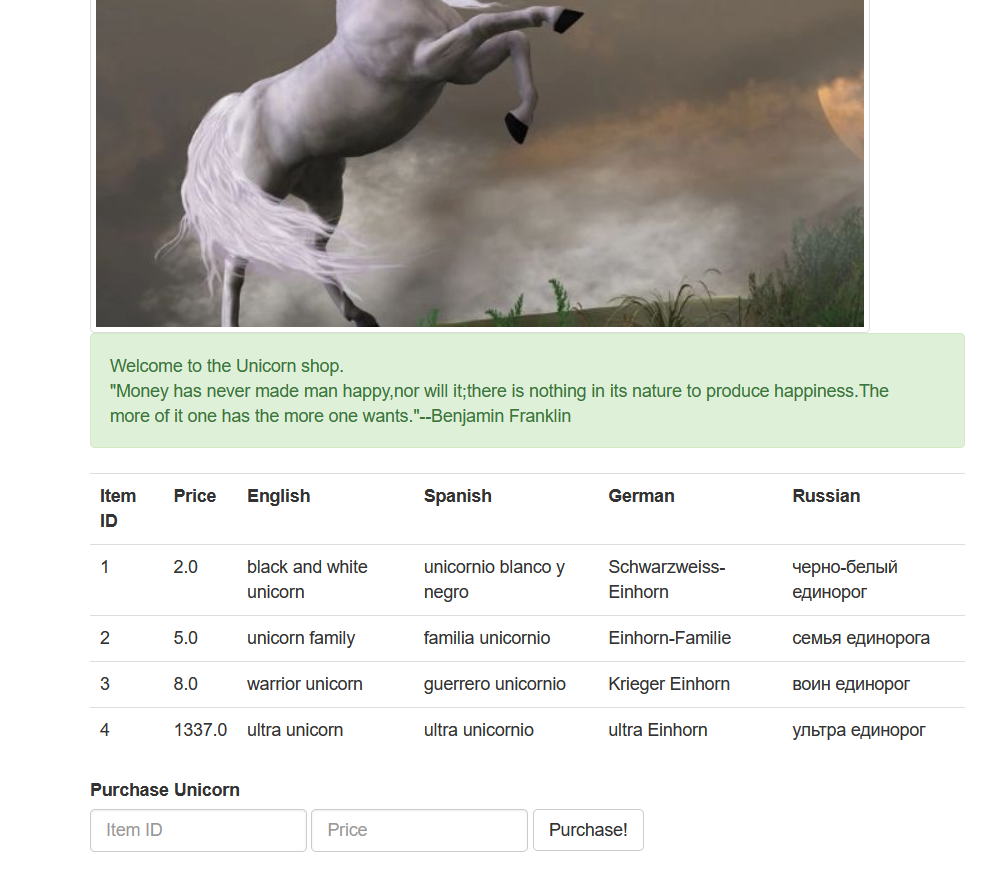 Welcome to the Unicorn shop.
"Money has never made man happy,nor will it;there is nothing in its nature to produce happiness.The
more of it one has the more one wants."--Benjamin Franklin
Item ID Price English Spanish German Russian
1 2.0 black and white unicorn unicornio blanco y negro Schwarzweiss-Einhorn черно-белый единорог
2 5.0 unicorn family familia unicornio Einhorn-Familie семья единорога
3 8.0 warrior unicorn guerrero unicornio Krieger Einhorn воин единорог
4 1337.0 ultra unicorn ultra unicornio ultra Einhorn ультра единорог
Purchase Unicorn
Item ID Price Purchase!